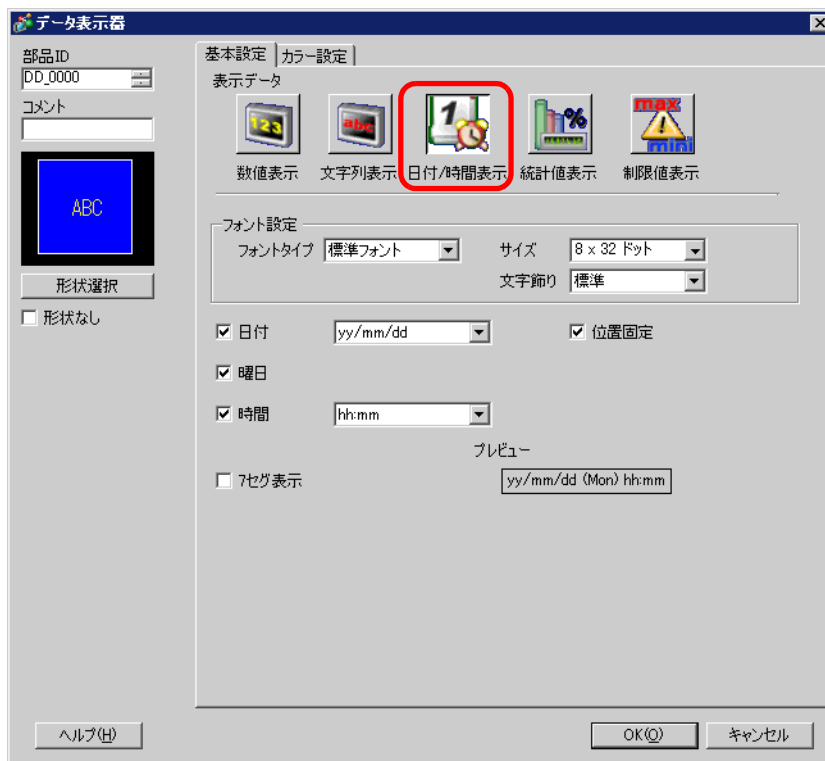 データ表示器
部品ID
DD_0000
コメント
ABC
形状選択
形状なし
基本設定 カラー設定
表示データ
123 abc 1 % max mini
数値表示 文字列表示 日付/時間表示 統計値表示 制限値表示
フォント設定
フォントタイプ 標準フォント サイズ 8 x 32 ドット
文字飾り 標準
日付 yy/mm/dd 位置固定
曜日
時間 hh:mm
プレビュー
7セグ表示 yy/mm/dd (Mon) hh:mm
ヘルプ(H) OK(O) キャンセル